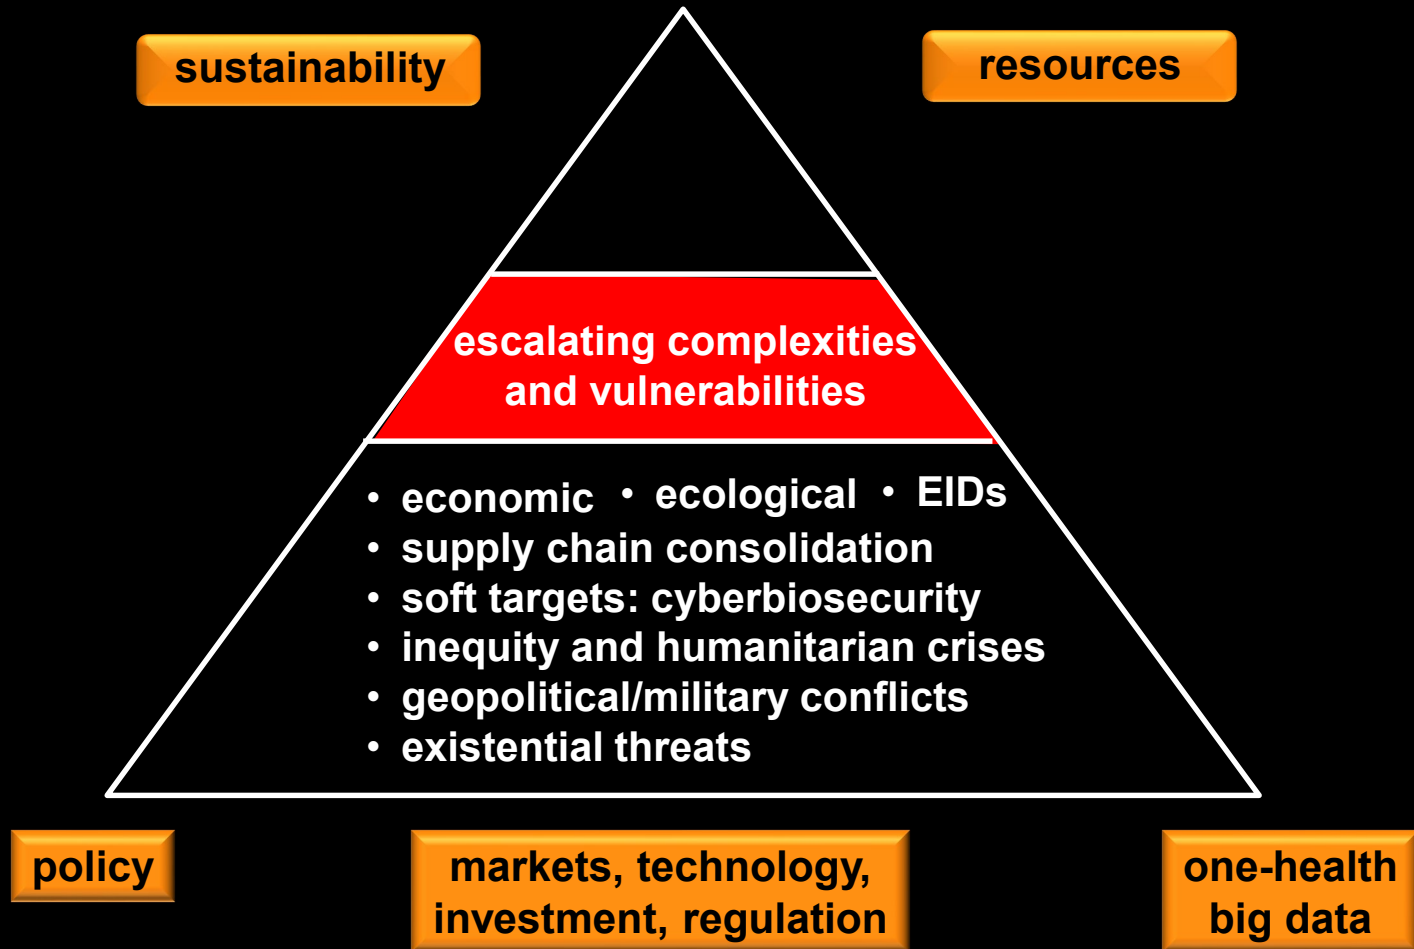 sustainability
resources
escalating complexities
and vulnerabilities
• economic • ecological • EIDs
• supply chain consolidation
• soft targets: cyberbiosecurity
• inequity and humanitarian crises
• geopolitical/military conflicts
• existential threats
policy
markets, technology,
investment, regulation
one-health
big data